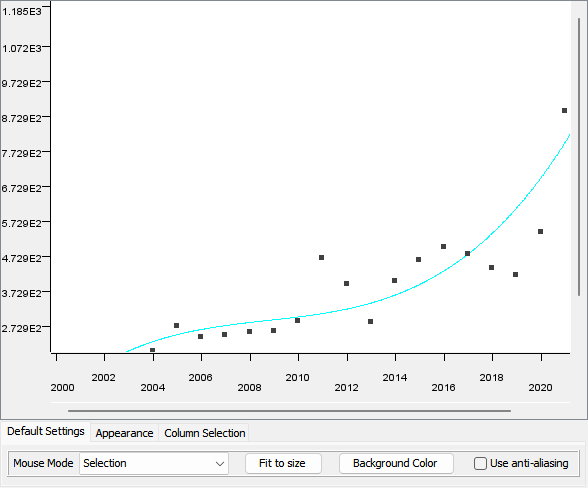 1.185E3
1.072E3
9.729E2
8.729E2
7.729E2
6.729E2
5.729E2
4.729E2
3.729E2
2.729E2
2000 2002 2004 2006 2008 2010 2012 2014 2016 2018 2020
Default Settings Appearance Column Selection
Mouse Mode Selection Fit to size Background Color Use anti-aliasing